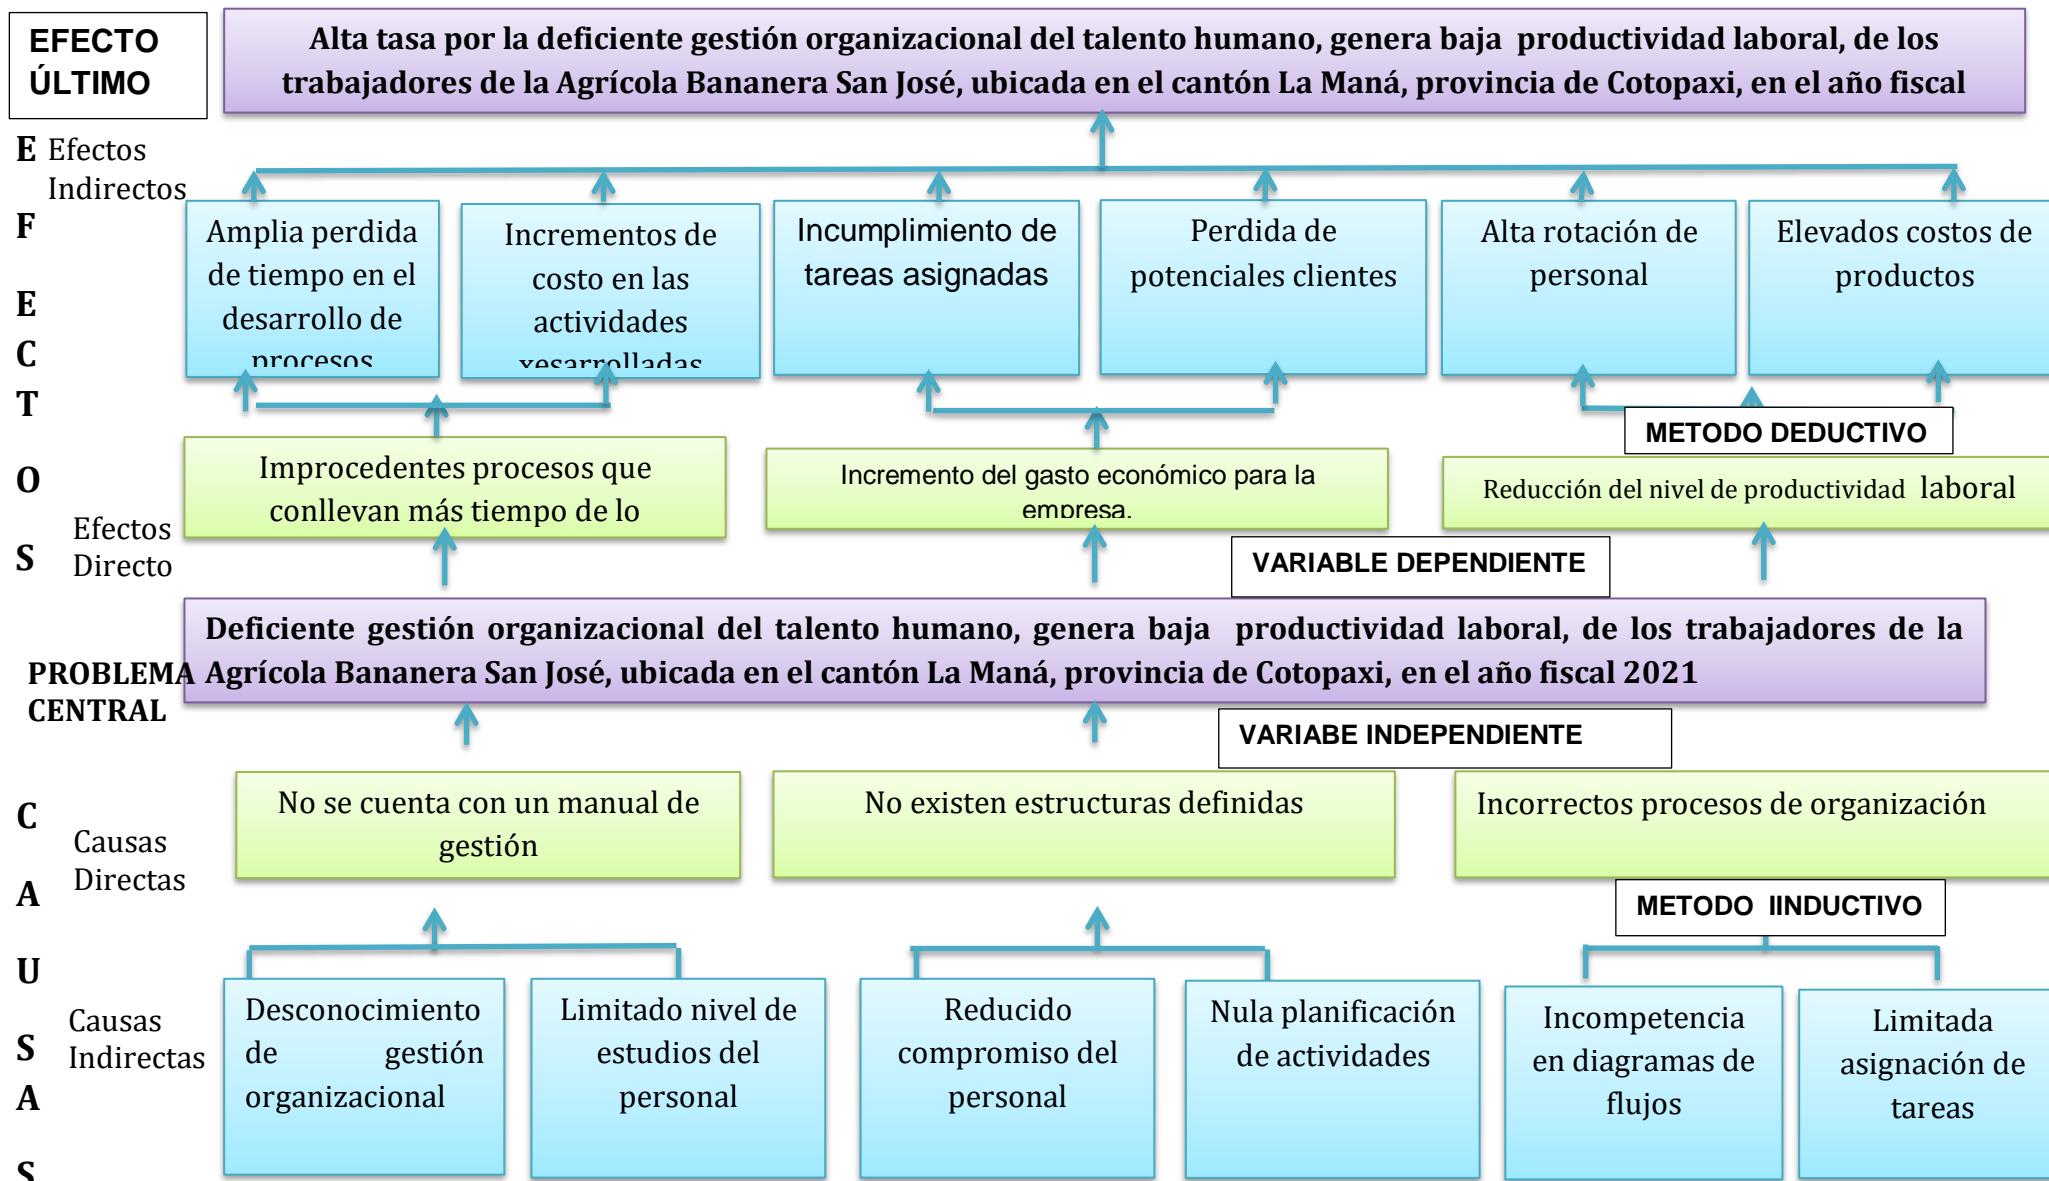 EFECTO
ÚLTIMO
Alta tasa por la deficiente gestión organizacional del talento humano, genera baja productividad laboral, de los
trabajadores de la Agrícola Bananera San José, ubicada en el cantón La Maná, provincia de Cotopaxi, en el año fiscal
E
F
E
C
T
O
S
Efectos
Indirectos
Amplia perdida
de tiempo en el
desarrollo de
procesos
Incrementos de
costo en las
actividades
xesarrolladas
Incumplimiento de
tareas asignadas
Perdida de
potenciales clientes
Alta rotación de
personal
Elevados costos de
productos
METODO DEDUCTIVO
Efectos
Directo
Improcedentes procesos que
conllevan más tiempo de lo
Incremento del gasto económico para la
empresa.
Reducción del nivel de productividad laboral
VARIABLE DEPENDIENTE
PROBLEMA
CENTRAL
Deficiente gestión organizacional del talento humano, genera baja productividad laboral, de los trabajadores de la
Agrícola Bananera San José, ubicada en el cantón La Maná, provincia de Cotopaxi, en el año fiscal 2021
VARIABE INDEPENDIENTE
C
A
U
S
A
S
Causas
Directas
No se cuenta con un manual de
gestión
No existen estructuras definidas
Incorrectos procesos de organización
METODO IINDUCTIVO
Causas
Indirectas
Desconocimiento
de gestión
organizacional
Limitado nivel de
estudios del
personal
Reducido
compromiso del
personal
Nula planificación
de actividades
Incompetencia
en diagramas de
flujos
Limitada
asignación de
tareas